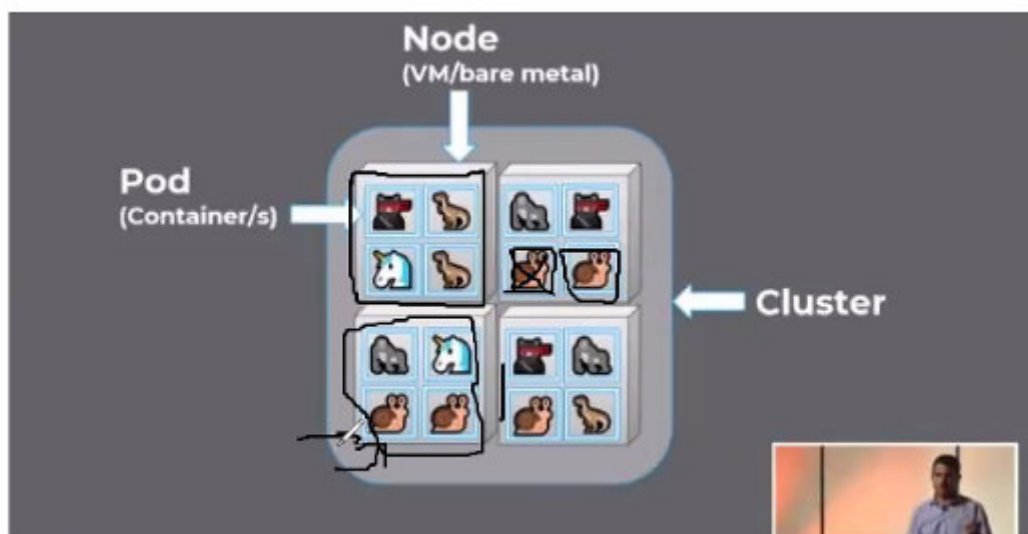 Node
(VM/bare metal)
Pod
(Container/s)
Cluster